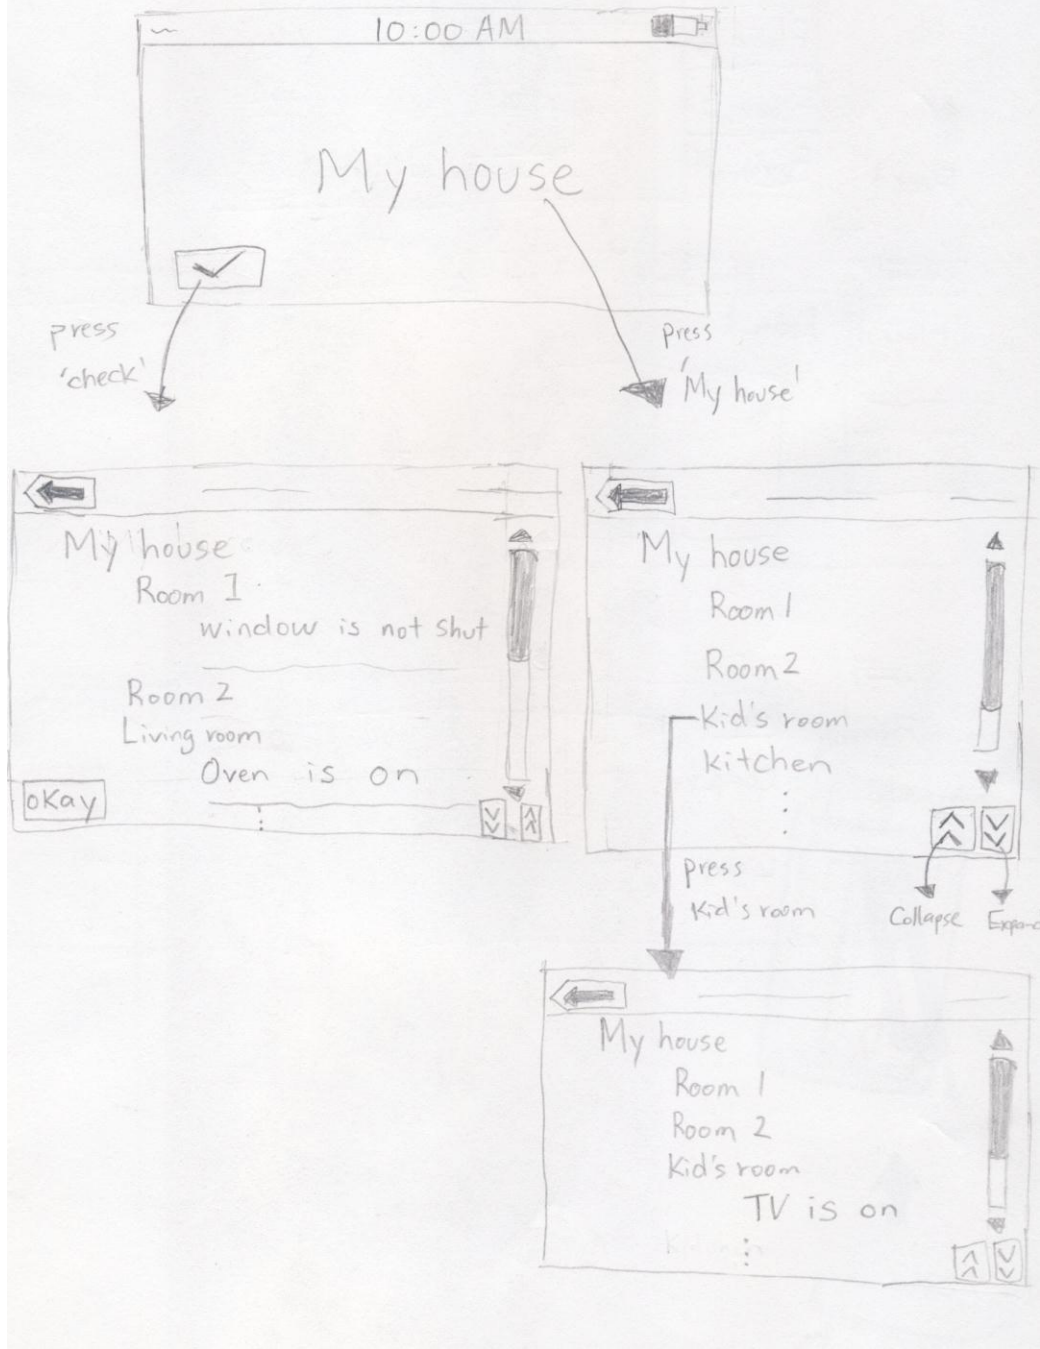 10:00 AM
My house
press
'check'
press
'My house'
My house
Room 1
window is not shut
Room 2
Living room
Oven is on
okay
My house
Room 1
Room 2
Kid's room
kitchen
Collapse
press
Kid's room
My house
Room 1
Room 2
Kid's room
TV is on